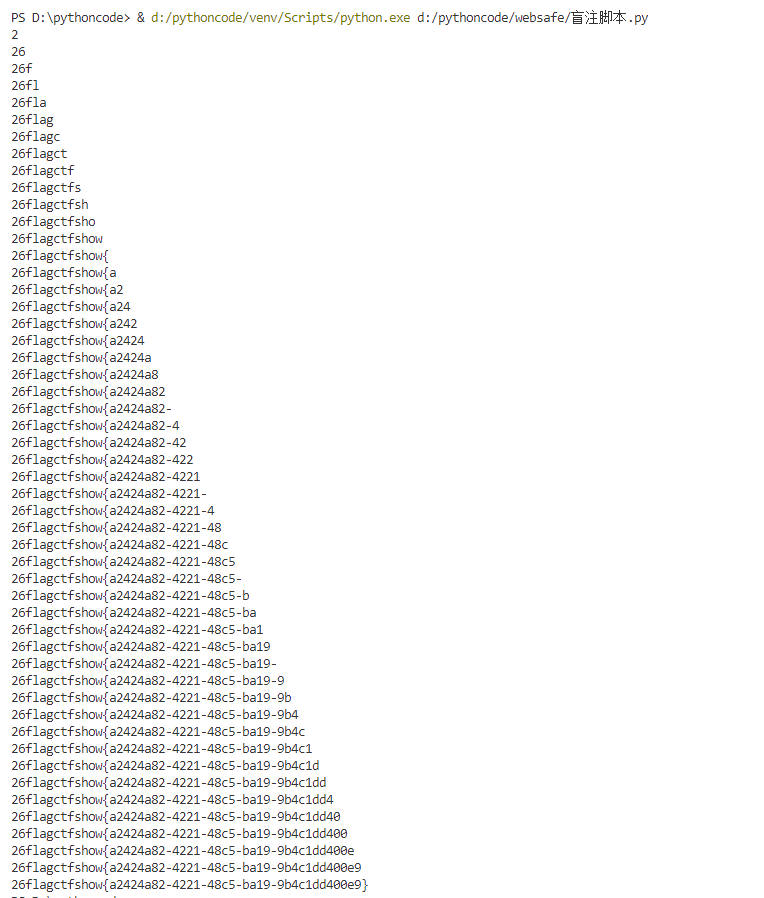 PS D:\pythoncode> & d:/pythoncode/venv/Scripts/python.exe d:/pythoncode/websafe/盲注脚本.py
2
26
26f
26fl
26fla
26flag
26flagc
26flagct
26flagctf
26flagctfs
26flagctfsh
26flagctfsho
26flagctfshow
26flagctfshow{
26flagctfshow{a
26flagctfshow{a2
26flagctfshow{a24
26flagctfshow{a242
26flagctfshow{a2424
26flagctfshow{a2424a
26flagctfshow{a2424a8
26flagctfshow{a2424a82
26flagctfshow{a2424a82-
26flagctfshow{a2424a82-4
26flagctfshow{a2424a82-42
26flagctfshow{a2424a82-422
26flagctfshow{a2424a82-4221
26flagctfshow{a2424a82-4221-
26flagctfshow{a2424a82-4221-4
26flagctfshow{a2424a82-4221-48
26flagctfshow{a2424a82-4221-48c
26flagctfshow{a2424a82-4221-48c5
26flagctfshow{a2424a82-4221-48c5-
26flagctfshow{a2424a82-4221-48c5-b
26flagctfshow{a2424a82-4221-48c5-ba
26flagctfshow{a2424a82-4221-48c5-ba1
26flagctfshow{a2424a82-4221-48c5-ba19
26flagctfshow{a2424a82-4221-48c5-ba19-
26flagctfshow{a2424a82-4221-48c5-ba19-9
26flagctfshow{a2424a82-4221-48c5-ba19-9b
26flagctfshow{a2424a82-4221-48c5-ba19-9b4
26flagctfshow{a2424a82-4221-48c5-ba19-9b4c
26flagctfshow{a2424a82-4221-48c5-ba19-9b4c1
26flagctfshow{a2424a82-4221-48c5-ba19-9b4c1d
26flagctfshow{a2424a82-4221-48c5-ba19-9b4c1dd
26flagctfshow{a2424a82-4221-48c5-ba19-9b4c1dd4
26flagctfshow{a2424a82-4221-48c5-ba19-9b4c1dd40
26flagctfshow{a2424a82-4221-48c5-ba19-9b4c1dd400
26flagctfshow{a2424a82-4221-48c5-ba19-9b4c1dd400e
26flagctfshow{a2424a82-4221-48c5-ba19-9b4c1dd400e9
26flagctfshow{a2424a82-4221-48c5-ba19-9b4c1dd400e9}